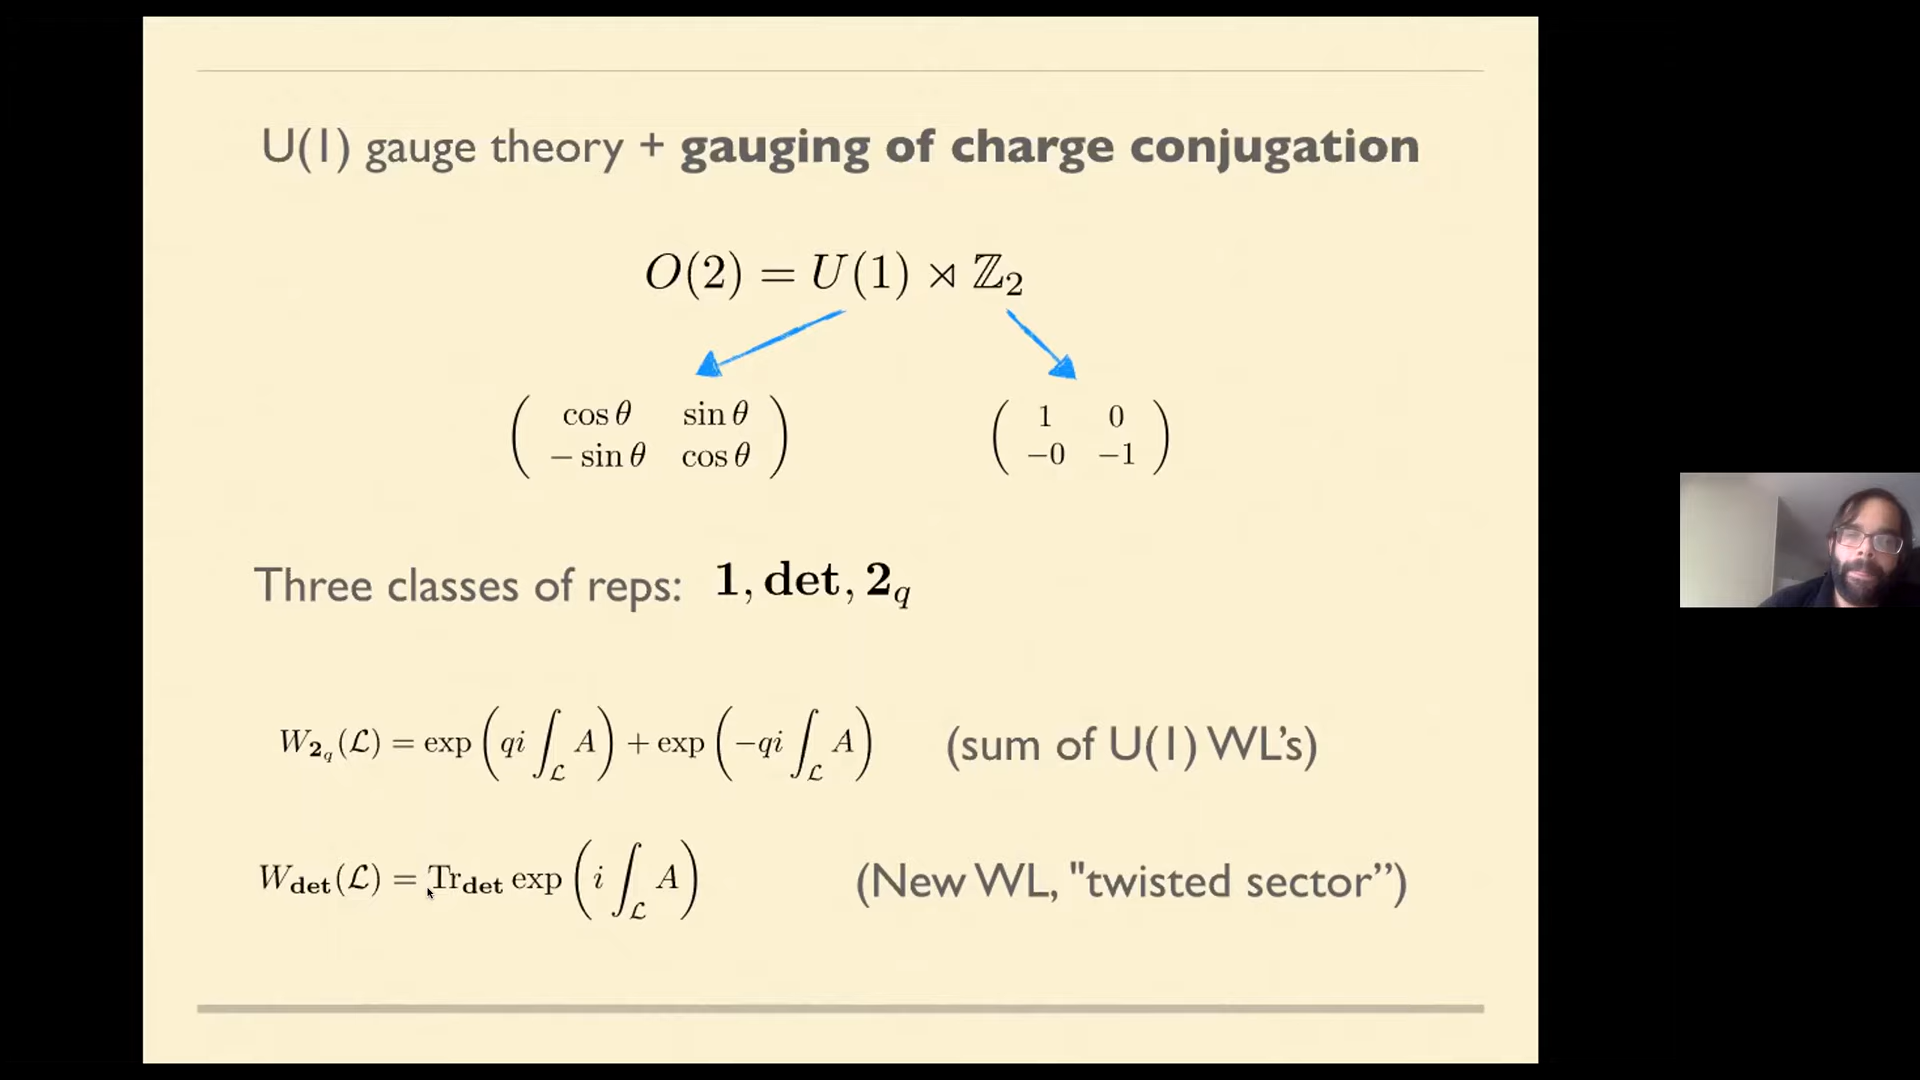 U(1) gauge theory + gauging of charge conjugation
O(2) = U(1) ⋊ ℤ₂
( cos θ sin θ ) ( 1 0 )
( − sin θ cos θ ) ( −0 −1 )
Three classes of reps: 1, det, 2_q
W_{2_q}(ℒ) = exp ( qi ∫_ℒ A ) + exp ( −qi ∫_ℒ A ) (sum of U(1) WL’s)
W_det(ℒ) = Tr_det exp ( i ∫_ℒ A ) (New WL, "twisted sector”)